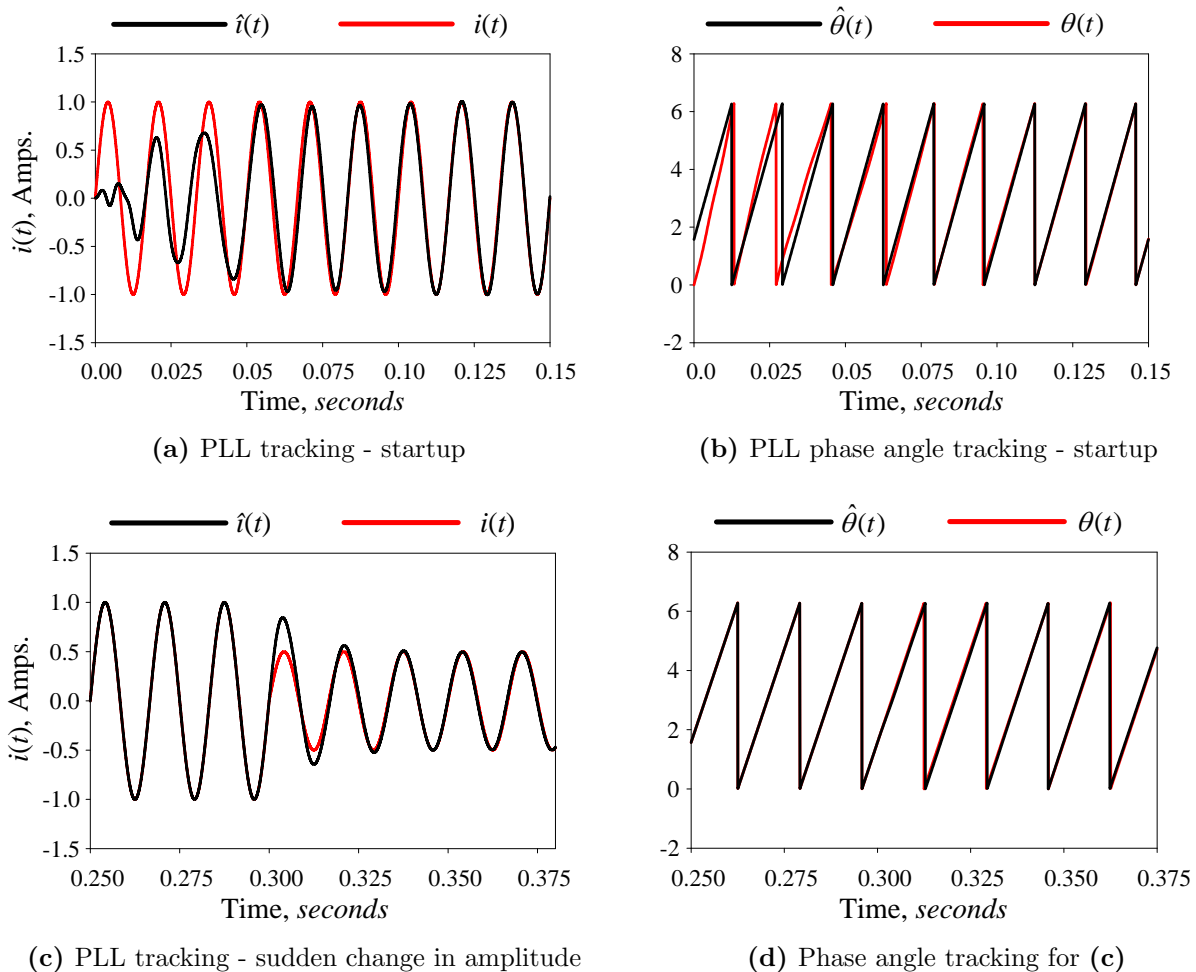 î(t) i(t)
1.5
1.0
0.5
0.0
-0.5
-1.0
-1.5
i(t), Amps.
0.00 0.025 0.050 0.075 0.100 0.125 0.15
Time, seconds
(a) PLL tracking - startup
θ̂(t) θ(t)
8
6
4
2
0
-2
0.0 0.025 0.050 0.075 0.100 0.125 0.15
Time, seconds
(b) PLL phase angle tracking - startup
î(t) i(t)
1.5
1.0
0.5
0.0
-0.5
-1.0
-1.5
i(t), Amps.
0.250 0.275 0.300 0.325 0.350 0.375
Time, seconds
(c) PLL tracking - sudden change in amplitude
θ̂(t) θ(t)
8
6
4
2
0
-2
0.250 0.275 0.300 0.325 0.350 0.375
Time, seconds
(d) Phase angle tracking for (c)